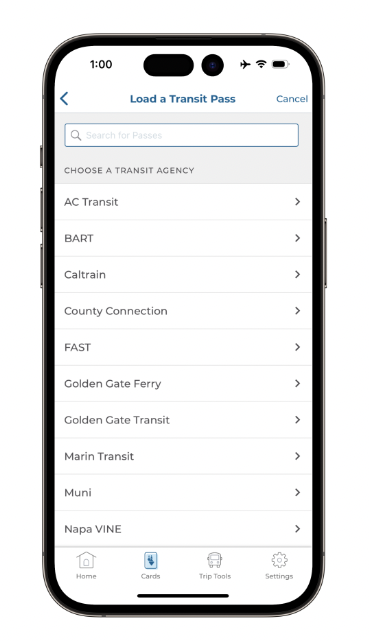 1:00
Load a Transit Pass
Cancel
Search for Passes
CHOOSE A TRANSIT AGENCY
AC Transit
BART
Caltrain
County Connection
FAST
Golden Gate Ferry
Golden Gate Transit
Marin Transit
Muni
Napa VINE
Home
Cards
Trip Tools
Settings